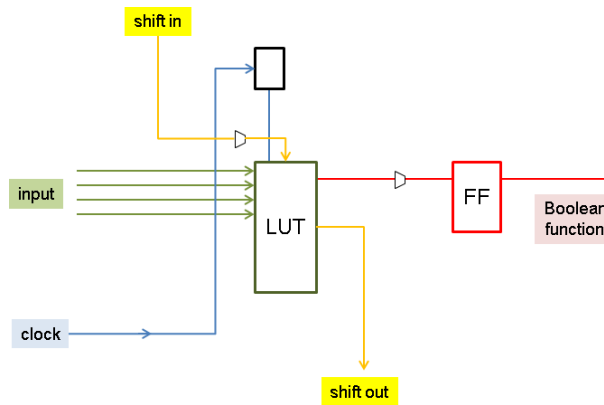 shift in
input
LUT
FF
Boolean
function
clock
shift out